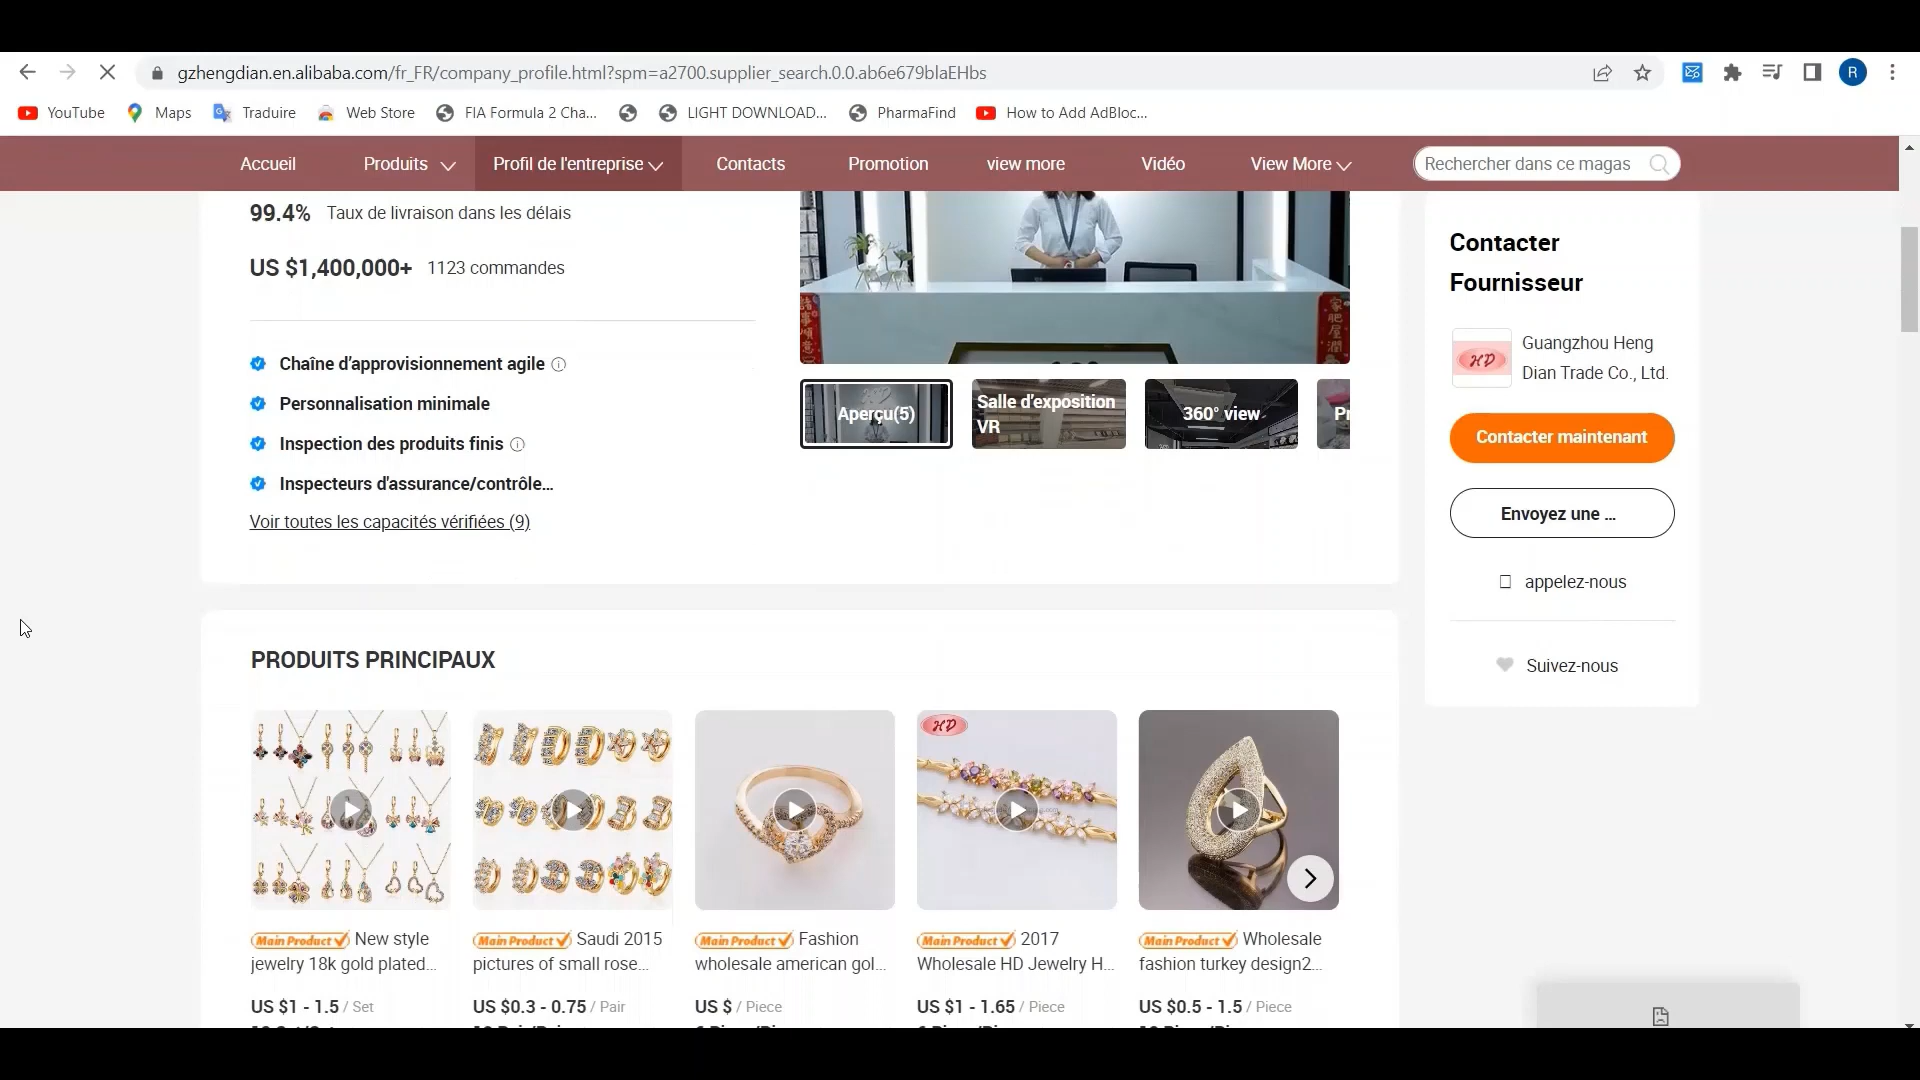 gzhengdian.en.alibaba.com/fr_FR/company_profile.html?spm=a2700.supplier_search.0.0.ab6e679blaEHbs
R
YouTube
Maps
Traduire
Web Store
FIA Formula 2 Cha...
LIGHT DOWNLOAD...
PharmaFind
How to Add AdBloc...
Accueil
Produits
Profil de l'entreprise
Contacts
Promotion
view more
Vidéo
View More
Rechercher dans ce magas
99.4% Taux de livraison dans les délais
US $1,400,000+ 1123 commandes
Chaîne d’approvisionnement agile
Personnalisation minimale
Inspection des produits finis
Inspecteurs d'assurance/contrôle...
Voir toutes les capacités vérifiées (9)
家肥屋潤
Aperçu(5)
Salle d’exposition
VR
360° view
Pr
Contacter
Fournisseur
HD
Guangzhou Heng
Dian Trade Co., Ltd.
Contacter maintenant
Envoyez une ...
appelez-nous
Suivez-nous
PRODUITS PRINCIPAUX
HD
Main Product New style
jewelry 18k gold plated...
US $1 - 1.5 / Set
Main Product Saudi 2015
pictures of small rose...
US $0.3 - 0.75 / Pair
Main Product Fashion
wholesale american gol...
US $ / Piece
Main Product 2017
Wholesale HD Jewelry H...
US $1 - 1.65 / Piece
Main Product Wholesale
fashion turkey design2...
US $0.5 - 1.5 / Piece